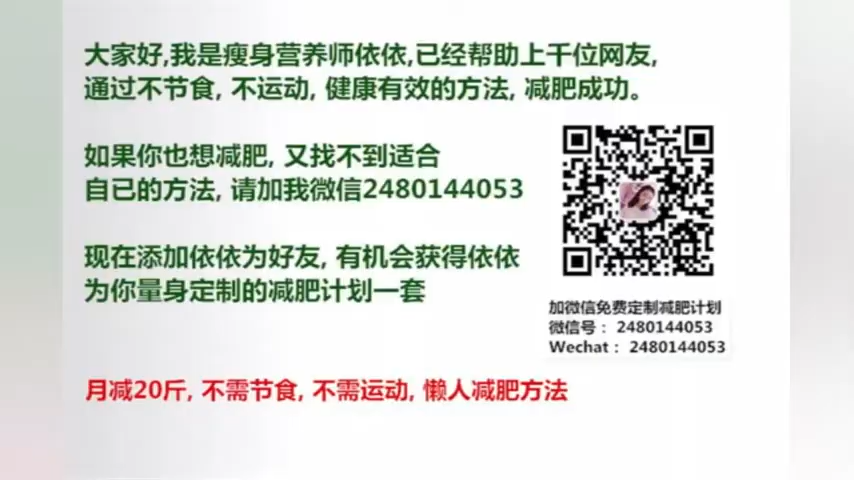 大家好,我是瘦身营养师依依,已经帮助上千位网友,
通过不节食, 不运动, 健康有效的方法, 减肥成功。
如果你也想减肥, 又找不到适合
自己的方法, 请加我微信2480144053
现在添加依依为好友, 有机会获得依依
为你量身定制的减肥计划一套
加微信免费定制减肥计划
微信号： 2480144053
Wechat： 2480144053
月减20斤, 不需节食, 不需运动, 懒人减肥方法